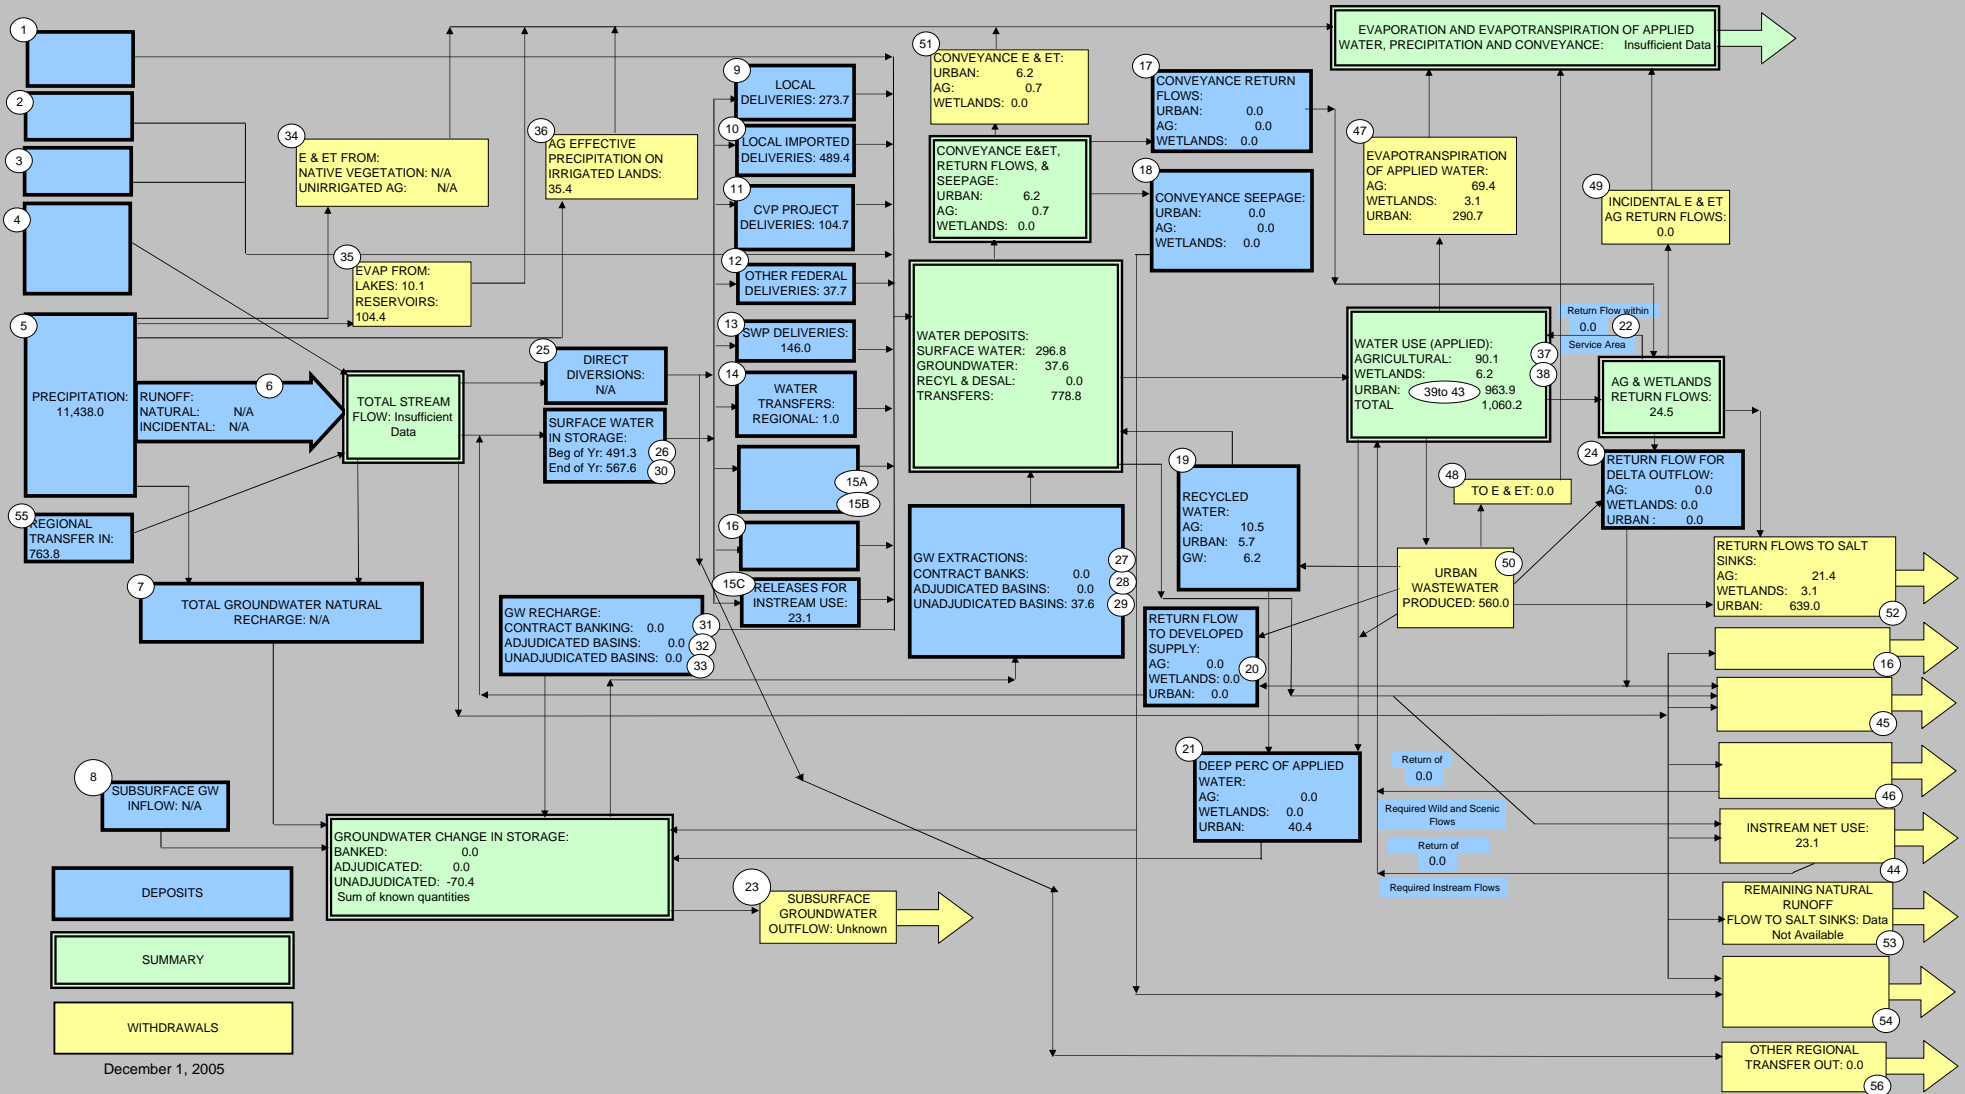 1
2
3
4
5
PRECIPITATION:
11,438.0
6
RUNOFF:
NATURAL: N/A
INCIDENTAL: N/A
55
REGIONAL
TRANSFER IN:
763.8
7
TOTAL GROUNDWATER NATURAL
RECHARGE: N/A
8
SUBSURFACE GW
INFLOW: N/A
34
E & ET FROM:
NATIVE VEGETATION: N/A
UNIRRIGATED AG: N/A
35
EVAP FROM:
LAKES: 10.1
RESERVOIRS:
104.4
36
AG EFFECTIVE
PRECIPITATION ON
IRRIGATED LANDS:
35.4
TOTAL STREAM
FLOW: Insufficient
Data
25
DIRECT
DIVERSIONS:
N/A
SURFACE WATER
IN STORAGE:
Beg of Yr: 491.3
End of Yr: 567.6
26
30
9
LOCAL
DELIVERIES: 273.7
10
LOCAL IMPORTED
DELIVERIES: 489.4
11
CVP PROJECT
DELIVERIES: 104.7
12
OTHER FEDERAL
DELIVERIES: 37.7
13
SWP DELIVERIES:
146.0
14
WATER
TRANSFERS:
REGIONAL: 1.0
15A
15B
16
15C
RELEASES FOR
INSTREAM USE:
23.1
GW RECHARGE:
CONTRACT BANKING: 0.0
ADJUDICATED BASINS: 0.0
UNADJUDICATED BASINS: 0.0
31
32
33
GROUNDWATER CHANGE IN STORAGE:
BANKED: 0.0
ADJUDICATED: 0.0
UNADJUDICATED: -70.4
Sum of known quantities
23
SUBSURFACE
GROUNDWATER
OUTFLOW: Unknown
51
CONVEYANCE E & ET:
URBAN: 6.2
AG: 0.7
WETLANDS: 0.0
CONVEYANCE E&ET,
RETURN FLOWS, &
SEEPAGE:
URBAN: 6.2
AG: 0.7
WETLANDS: 0.0
WATER DEPOSITS:
SURFACE WATER: 296.8
GROUNDWATER: 37.6
RECYL & DESAL: 0.0
TRANSFERS: 778.8
GW EXTRACTIONS:
CONTRACT BANKS: 0.0
ADJUDICATED BASINS: 0.0
UNADJUDICATED BASINS: 37.6
27
28
29
17
CONVEYANCE RETURN
FLOWS:
URBAN: 0.0
AG: 0.0
WETLANDS: 0.0
18
CONVEYANCE SEEPAGE:
URBAN: 0.0
AG: 0.0
WETLANDS: 0.0
19
RECYCLED
WATER:
AG: 10.5
URBAN: 5.7
GW: 6.2
RETURN FLOW
TO DEVELOPED
SUPPLY:
AG: 0.0
WETLANDS: 0.0
URBAN: 0.0
20
21
DEEP PERC OF APPLIED
WATER:
AG: 0.0
WETLANDS: 0.0
URBAN: 40.4
EVAPORATION AND EVAPOTRANSPIRATION OF APPLIED
WATER, PRECIPITATION AND CONVEYANCE: Insufficient Data
47
EVAPOTRANSPIRATION
OF APPLIED WATER:
AG: 69.4
WETLANDS: 3.1
URBAN: 290.7
49
INCIDENTAL E & ET
AG RETURN FLOWS:
0.0
Return Flow within
0.0 22
Service Area
WATER USE (APPLIED):
AGRICULTURAL: 90.1
WETLANDS: 6.2
URBAN: 39to 43 963.9
TOTAL 1,060.2
37
38
AG & WETLANDS
RETURN FLOWS:
24.5
24
RETURN FLOW FOR
DELTA OUTFLOW:
AG: 0.0
WETLANDS: 0.0
URBAN : 0.0
48
TO E & ET: 0.0
50
URBAN
WASTEWATER
PRODUCED: 560.0
RETURN FLOWS TO SALT
SINKS:
AG: 21.4
WETLANDS: 3.1
URBAN: 639.0
52
16
45
46
Return of
0.0
Required Wild and Scenic
Flows
Return of
0.0
Required Instream Flows
INSTREAM NET USE:
23.1
44
REMAINING NATURAL
RUNOFF
FLOW TO SALT SINKS: Data
Not Available
53
54
OTHER REGIONAL
TRANSFER OUT: 0.0
56
DEPOSITS
SUMMARY
WITHDRAWALS
December 1, 2005